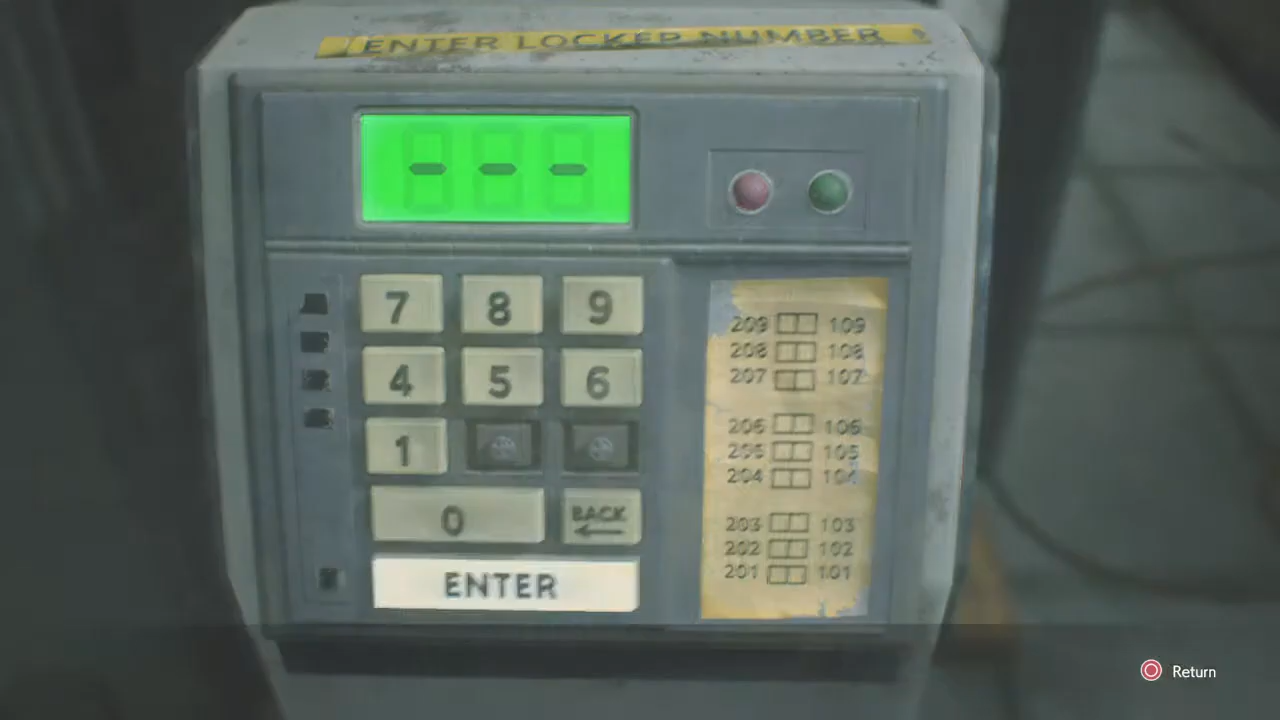 ENTER LOCKER NUMBER
- - -
7 8 9
4 5 6
1
0 BACK
ENTER
209 109
208 108
207 107
206 106
205 105
204 104
203 103
202 102
201 101
Return